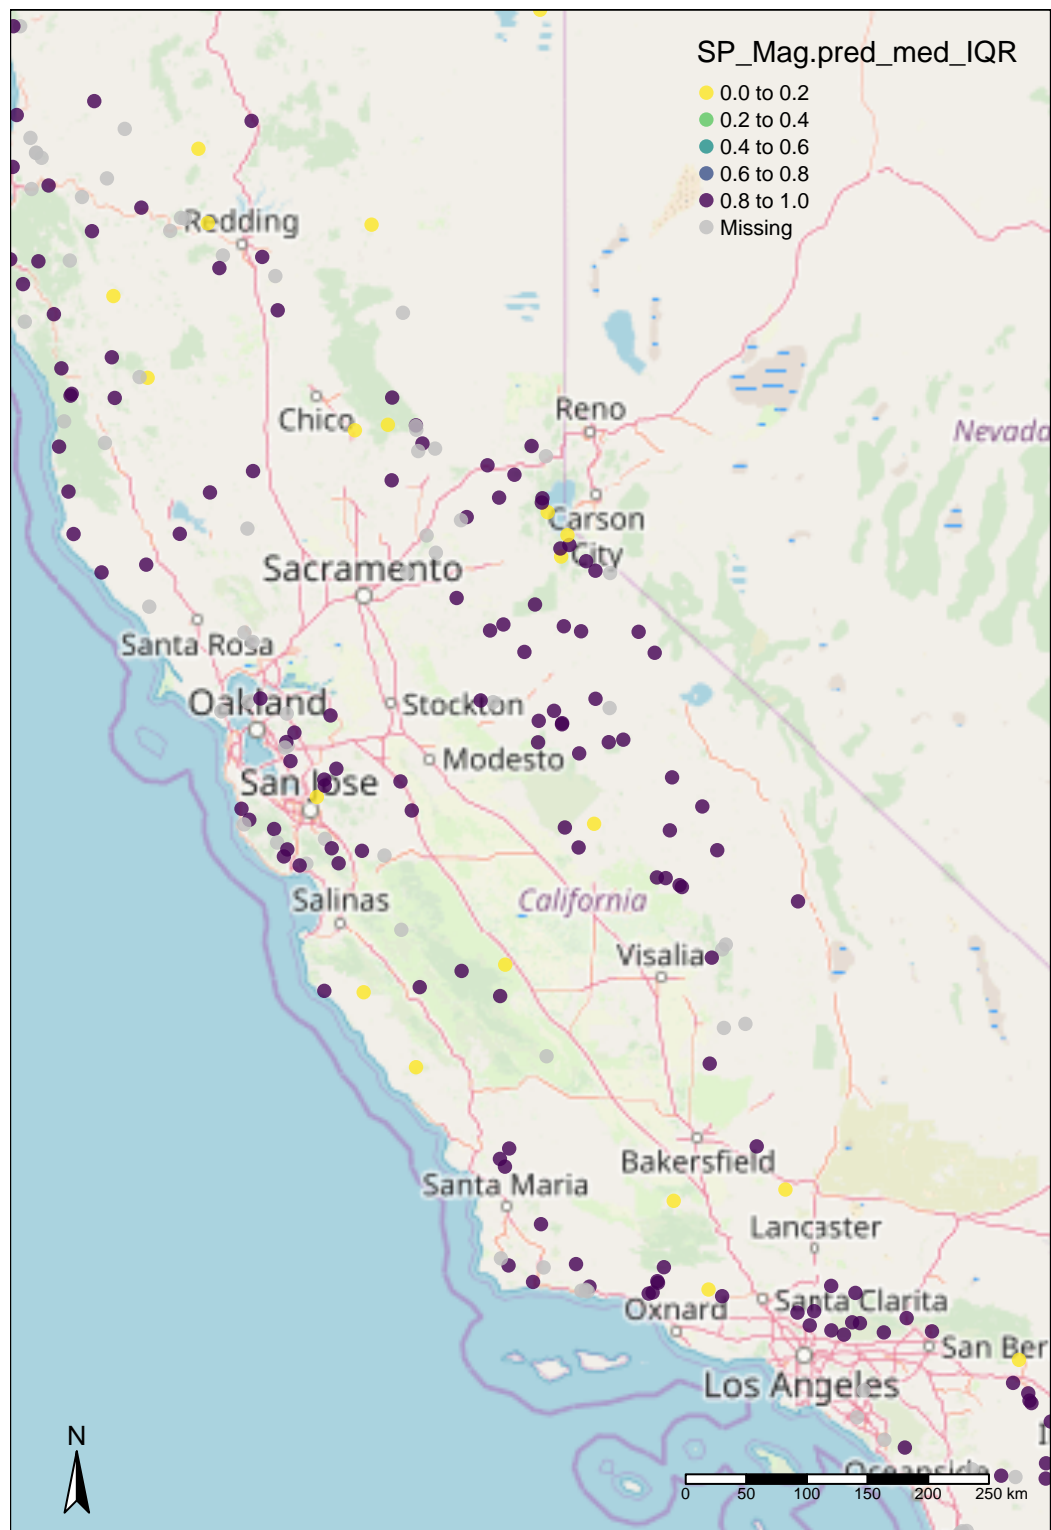 SP_Mag.pred_med_IQR
0.0 to 0.2
0.2 to 0.4
0.4 to 0.6
0.6 to 0.8
0.8 to 1.0
Missing
Redding
Chico
Reno
Nevada
Carson
City
Sacramento
Santa Rosa
Oakland
Stockton
Modesto
San Jose
Salinas
California
Visalia
Bakersfield
Santa Maria
Lancaster
Santa Clarita
Oxnard
San Ber
Los Angeles
Oceanside
N
0 50 100 150 200 250 km